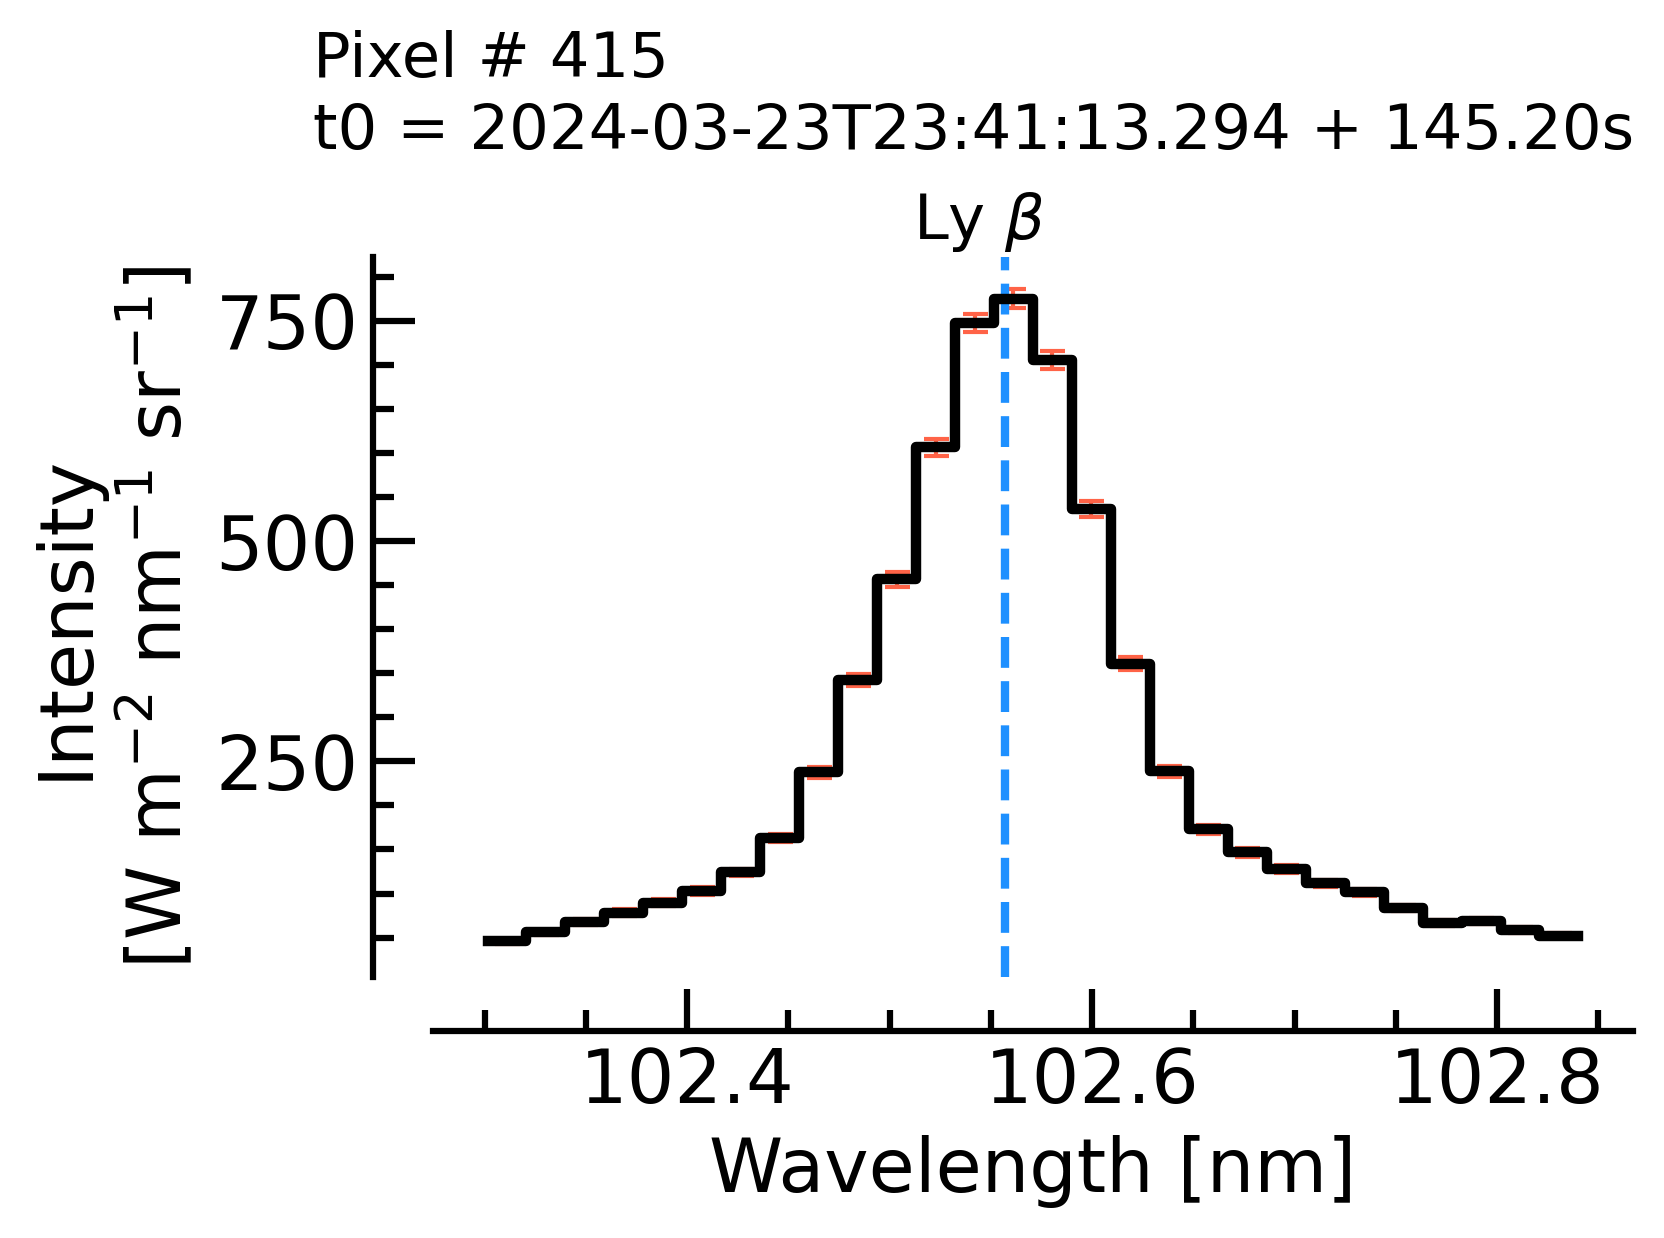 Pixel # 415
t0 = 2024-03-23T23:41:13.294 + 145.20s
Ly β
Intensity
[W m⁻² nm⁻¹ sr⁻¹]
750
500
250
102.4
102.6
102.8
Wavelength [nm]